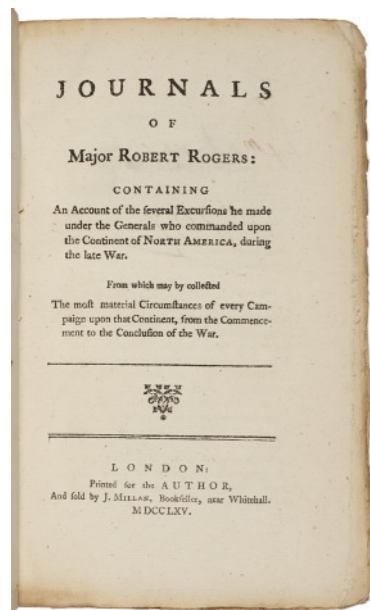 JOURNALS
OF
Major ROBERT ROGERS:
CONTAINING
An Account of the ſeveral Excurſions he made
under the Generals who commanded upon
the Continent of NORTH AMERICA, during
the late War.
From which may by collected
The moſt material Circumſtances of every Cam-
paign upon that Continent, from the Commence-
ment to the Concluſion of the War.
LONDON:
Printed for the AUTHOR,
And ſold by J. MILLAN, Bookſeller, near Whitehall.
MDCCLXV.